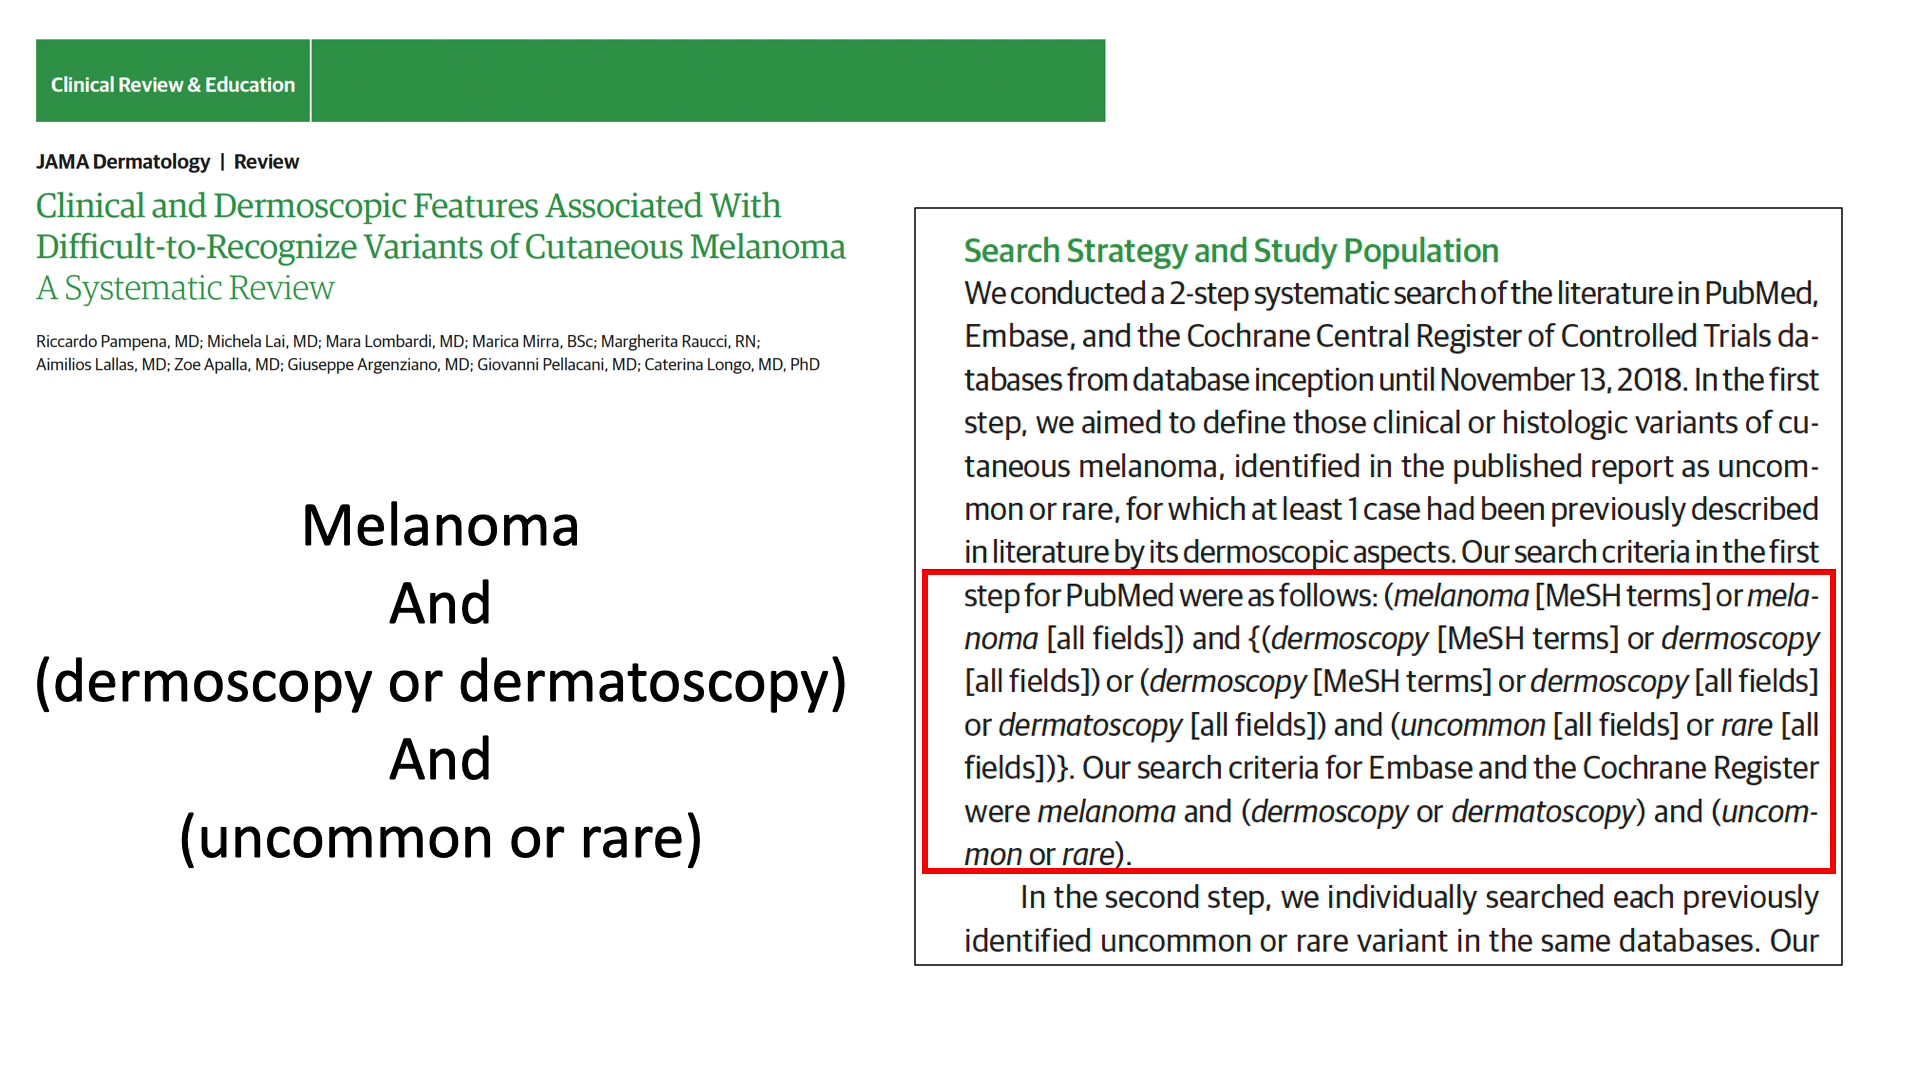 Clinical Review & Education
JAMA Dermatology | Review
Clinical and Dermoscopic Features Associated With
Difficult-to-Recognize Variants of Cutaneous Melanoma
A Systematic Review
Riccardo Pampena, MD; Michela Lai, MD; Mara Lombardi, MD; Marica Mirra, BSc; Margherita Raucci, RN;
Aimilios Lallas, MD; Zoe Apalla, MD; Giuseppe Argenziano, MD; Giovanni Pellacani, MD; Caterina Longo, MD, PhD
Melanoma
And
(dermoscopy or dermatoscopy)
And
(uncommon or rare)
Search Strategy and Study Population
We conducted a 2-step systematic search of the literature in PubMed,
Embase, and the Cochrane Central Register of Controlled Trials da-
tabases from database inception until November 13, 2018. In the first
step, we aimed to define those clinical or histologic variants of cu-
taneous melanoma, identified in the published report as uncom-
mon or rare, for which at least 1 case had been previously described
in literature by its dermoscopic aspects. Our search criteria in the first
step for PubMed were as follows: (melanoma [MeSH terms] or mela-
noma [all fields]) and {(dermoscopy [MeSH terms] or dermoscopy
[all fields]) or (dermoscopy [MeSH terms] or dermoscopy [all fields]
or dermatoscopy [all fields]) and (uncommon [all fields] or rare [all
fields])}. Our search criteria for Embase and the Cochrane Register
were melanoma and (dermoscopy or dermatoscopy) and (uncom-
mon or rare).
In the second step, we individually searched each previously
identified uncommon or rare variant in the same databases. Our